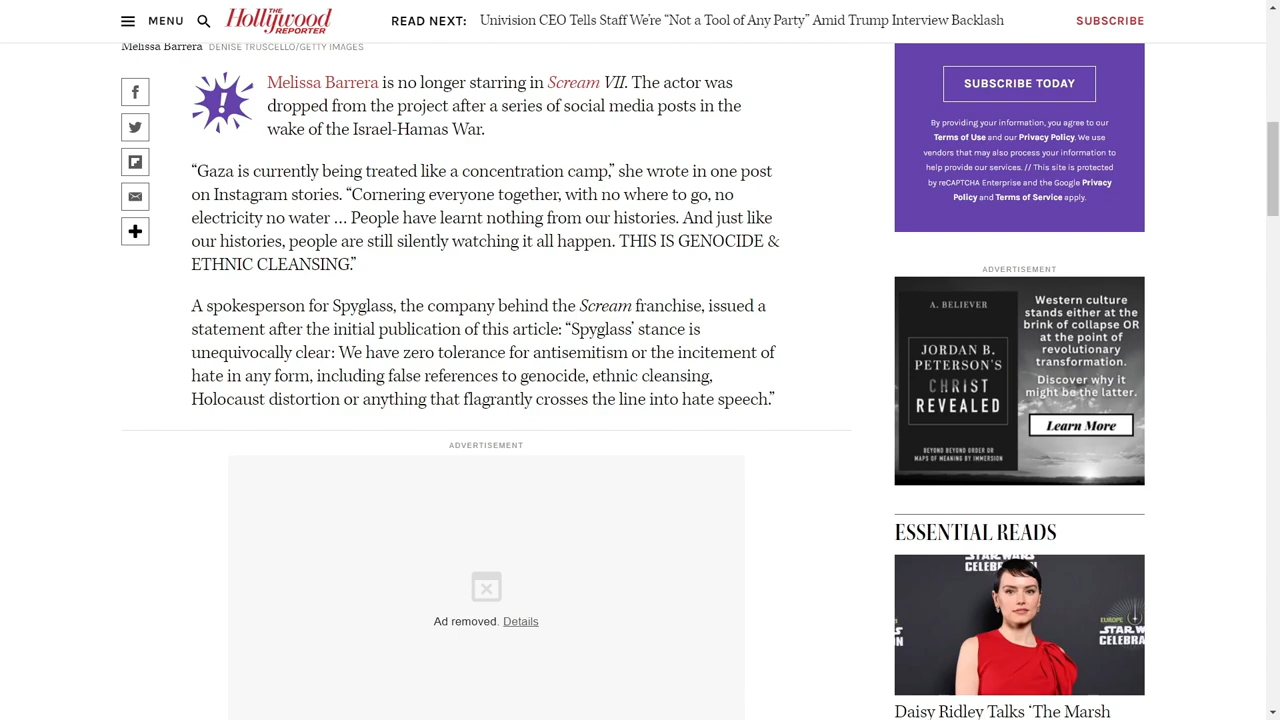 MENU
THE
Hollywood
REPORTER
READ NEXT: Univision CEO Tells Staff We’re “Not a Tool of Any Party” Amid Trump Interview Backlash
SUBSCRIBE
Melissa Barrera DENISE TRUSCELLO/GETTY IMAGES
Melissa Barrera is no longer starring in Scream VII. The actor was
dropped from the project after a series of social media posts in the
wake of the Israel-Hamas War.
“Gaza is currently being treated like a concentration camp,” she wrote in one post
on Instagram stories. “Cornering everyone together, with no where to go, no
electricity no water … People have learnt nothing from our histories. And just like
our histories, people are still silently watching it all happen. THIS IS GENOCIDE &
ETHNIC CLEANSING.”
A spokesperson for Spyglass, the company behind the Scream franchise, issued a
statement after the initial publication of this article: “Spyglass’ stance is
unequivocally clear: We have zero tolerance for antisemitism or the incitement of
hate in any form, including false references to genocide, ethnic cleansing,
Holocaust distortion or anything that flagrantly crosses the line into hate speech.”
ADVERTISEMENT
Ad removed. Details
SUBSCRIBE TODAY
By providing your information, you agree to our
Terms of Use and our Privacy Policy. We use
vendors that may also process your information to
help provide our services. // This site is protected
by reCAPTCHA Enterprise and the Google Privacy
Policy and Terms of Service apply.
ADVERTISEMENT
A. BELIEVER
JORDAN B.
PETERSON'S
CHRIST
REVEALED
BEYOND BEYOND ORDER OR
MAPS OF MEANING BY IMMERSION
Western culture
stands either at the
brink of collapse OR
at the point of
revolutionary
transformation.
Discover why it
might be the latter.
Learn More
ESSENTIAL READS
STAR WARS
CELEBRATION
EUROPE
STAR WARS
CELEBRA
Daisy Ridley Talks ‘The Marsh